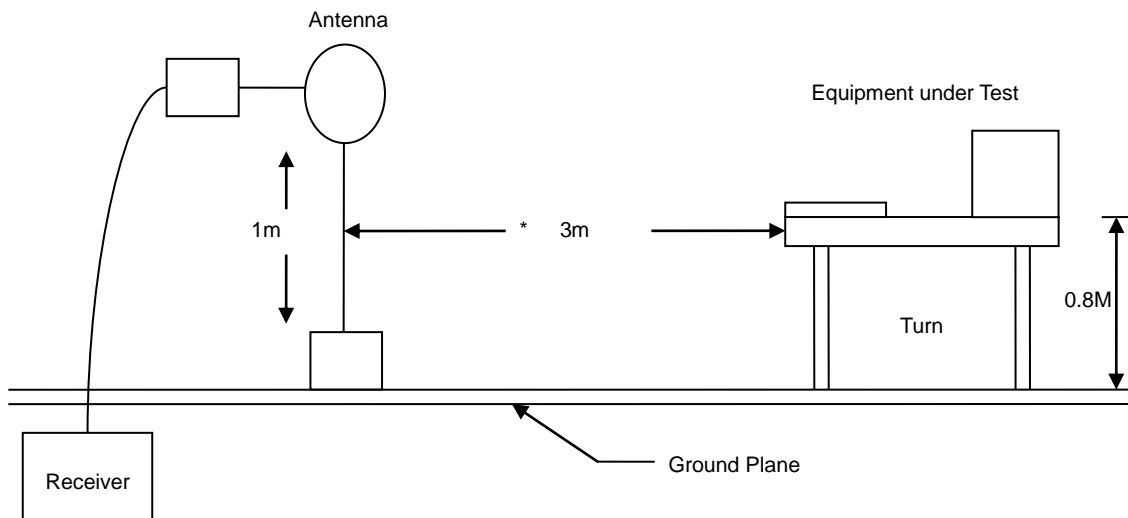 Antenna
Equipment under Test
1m
* 3m
0.8M
Turn
Ground Plane
Receiver